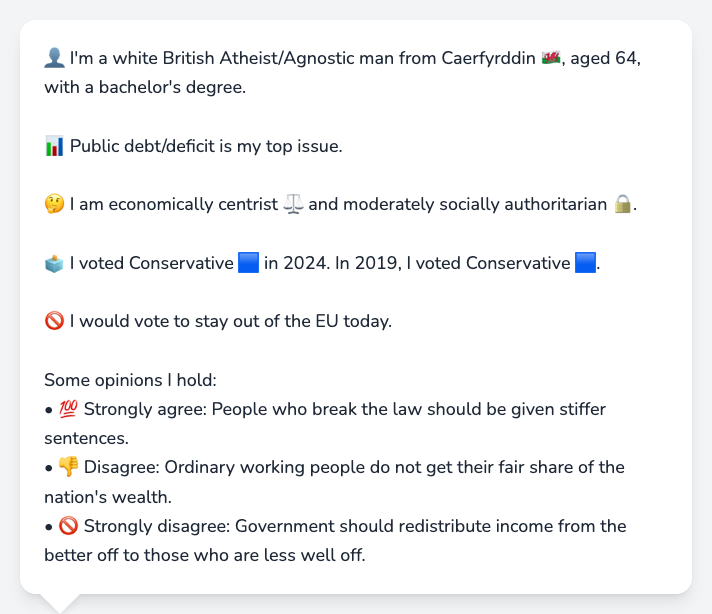 👤 I'm a white British Atheist/Agnostic man from Caerfyrddin 🏴󠁧󠁢󠁷󠁬󠁳󠁿, aged 64,
with a bachelor's degree.
📊 Public debt/deficit is my top issue.
🤔 I am economically centrist ⚖️ and moderately socially authoritarian 🔒.
🗳️ I voted Conservative 🟦 in 2024. In 2019, I voted Conservative 🟦.
🚫 I would vote to stay out of the EU today.
Some opinions I hold:
• 💯 Strongly agree: People who break the law should be given stiffer
sentences.
• 👎 Disagree: Ordinary working people do not get their fair share of the
nation's wealth.
• 🚫 Strongly disagree: Government should redistribute income from the
better off to those who are less well off.